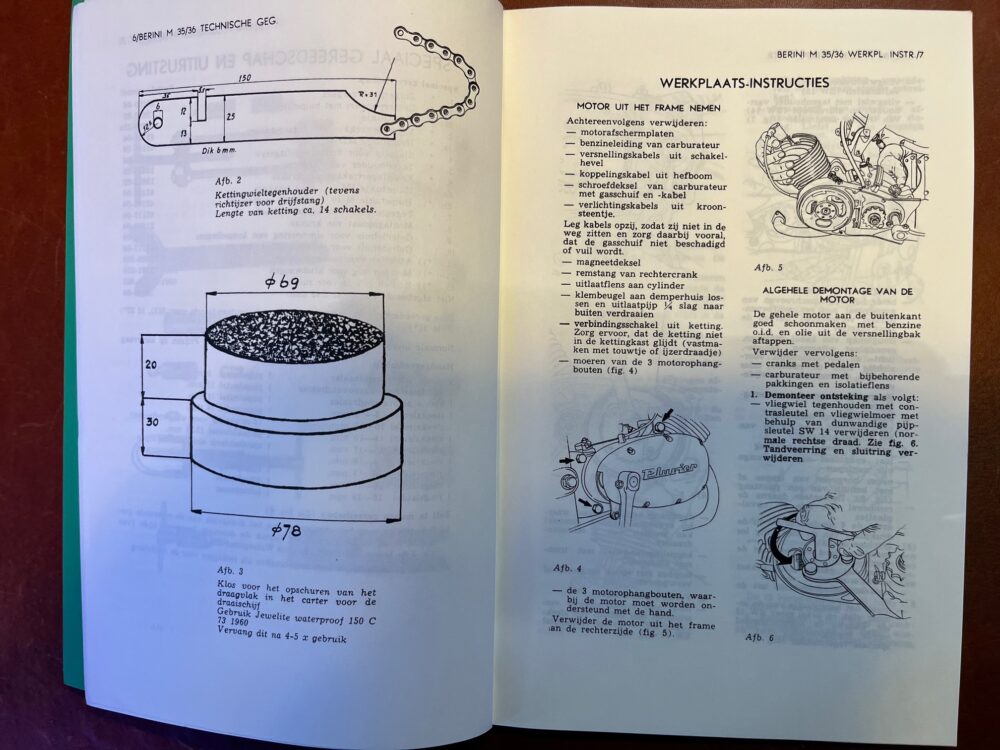 6/BERINI M 35/36 TECHNISCHE GEG.
150
35
5,1
R=31
6
12
25
13
Dik 6 mm.
Afb. 2
Kettingwieltegenhouder (tevens
richtijzer voor drijfstang)
Lengte van ketting ca. 14 schakels.
ϕ69
20
30
ϕ78
Afb. 3
Klos voor het opschuren van het
draagvlak in het carter voor de
draaischijf
Gebruik Jewelite waterproof 150 C
73 1960
Vervang dit na 4-5 x gebruik
BERINI M 35/36 WERKPL. INSTR./7
WERKPLAATS-INSTRUCTIES
MOTOR UIT HET FRAME NEMEN
Achtereenvolgens verwijderen:
— motorafschermplaten
— benzineleiding van carburateur
— versnellingskabels uit schakel-
hevel
— koppelingskabel uit hefboom
— schroefdeksel van carburateur
met gasschuif en -kabel
— verlichtingskabels uit kroon-
steentje.
Leg kabels opzij, zodat zij niet in de
weg zitten en zorg daarbij vooral,
dat de gasschuif niet beschadigd
of vuil wordt.
— magneetdeksel
— remstang van rechtercrank
— uitlaatflens aan cylinder
— klembeugel aan demperhuis los-
sen en uitlaatpijp ¼ slag naar
buiten verdraaien
— verbindingsschakel uit ketting.
Zorg ervoor, dat de ketting niet
in de kettingkast glijdt (vastma-
ken met touwtje of ijzerdraadje)
— moeren van de 3 motorophang-
bouten (fig. 4)
Pluvier
Afb. 4
— de 3 motorophangbouten, waar-
bij de motor moet worden on-
dersteund met de hand.
Verwijder de motor uit het frame
aan de rechterzijde (fig. 5).
Afb. 5
ALGEHELE DEMONTAGE VAN DE
MOTOR
De gehele motor aan de buitenkant
goed schoonmaken met benzine
o.i.d. en olie uit de versnellingbak
aftappen.
Verwijder vervolgens:
— cranks met pedalen
— carburateur met bijbehorende
pakkingen en isolatieflens
1. Demonteer ontsteking als volgt:
— vliegwiel tegenhouden met con-
trasleutel en vliegwielmoer met
behulp van dunwandige pijp-
sleutel SW 14 verwijderen (nor-
male rechtse draad. Zie fig. 6.
Tandveerring en sluitring ver-
wijderen
Afb. 6